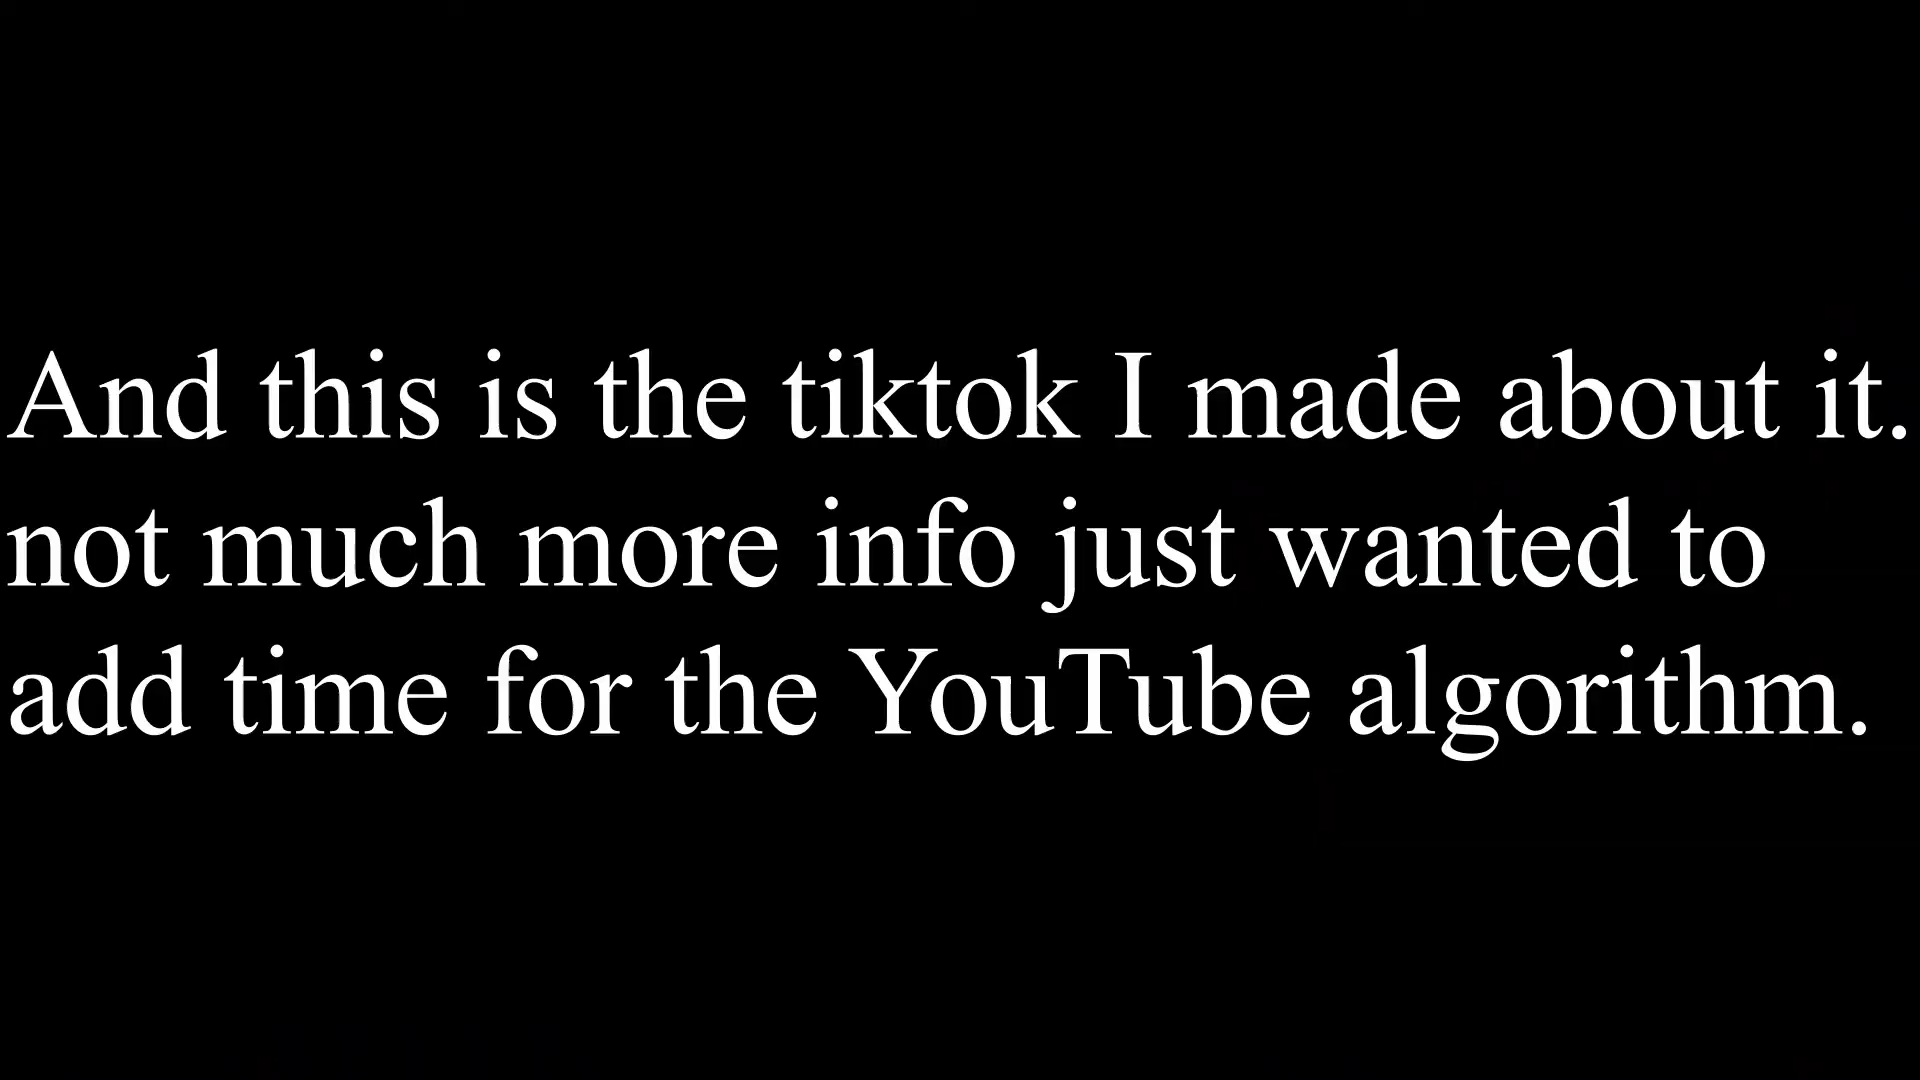 And this is the tiktok I made about it.
not much more info just wanted to
add time for the YouTube algorithm.